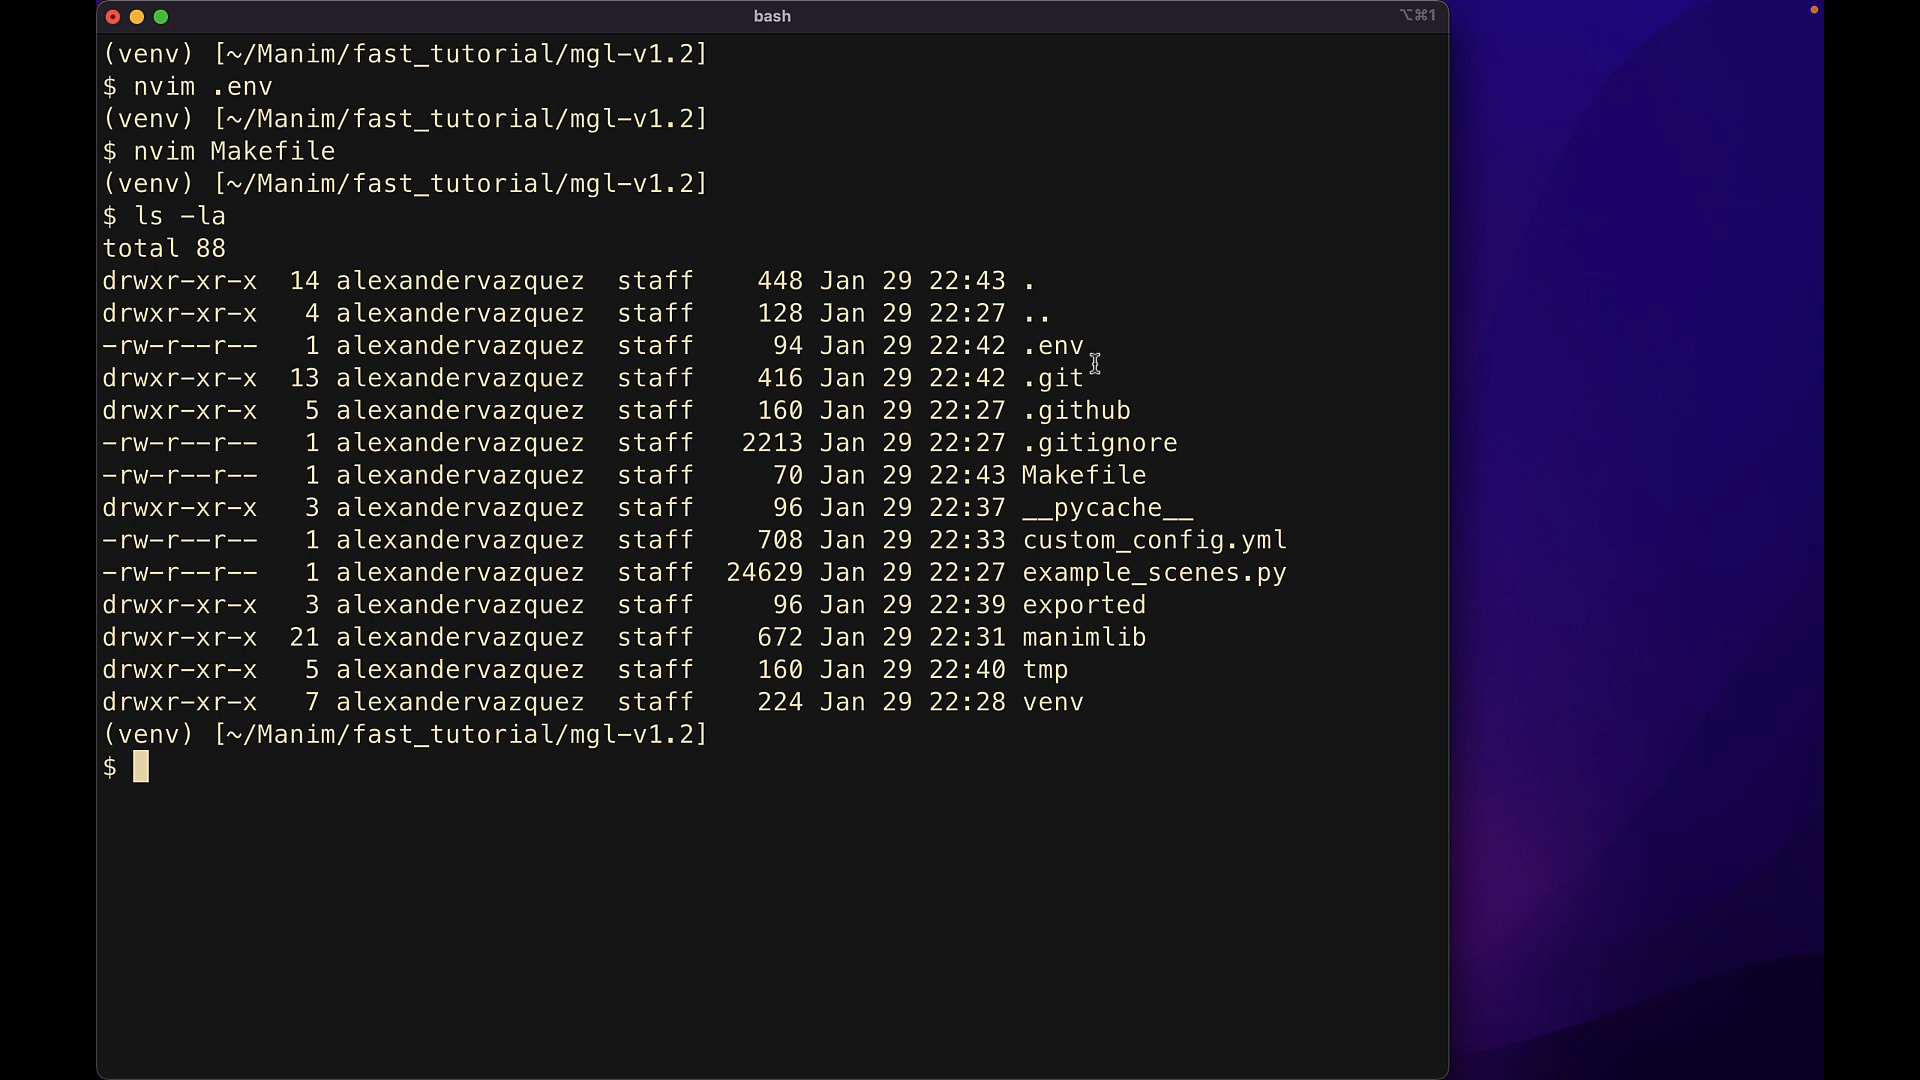 bash
⌥⌘1
(venv) [~/Manim/fast_tutorial/mgl-v1.2]
$ nvim .env
(venv) [~/Manim/fast_tutorial/mgl-v1.2]
$ nvim Makefile
(venv) [~/Manim/fast_tutorial/mgl-v1.2]
$ ls -la
total 88
drwxr-xr-x  14 alexandervazquez  staff    448 Jan 29 22:43 .
drwxr-xr-x   4 alexandervazquez  staff    128 Jan 29 22:27 ..
-rw-r--r--   1 alexandervazquez  staff     94 Jan 29 22:42 .env
drwxr-xr-x  13 alexandervazquez  staff    416 Jan 29 22:42 .git
drwxr-xr-x   5 alexandervazquez  staff    160 Jan 29 22:27 .github
-rw-r--r--   1 alexandervazquez  staff   2213 Jan 29 22:27 .gitignore
-rw-r--r--   1 alexandervazquez  staff     70 Jan 29 22:43 Makefile
drwxr-xr-x   3 alexandervazquez  staff     96 Jan 29 22:37 __pycache__
-rw-r--r--   1 alexandervazquez  staff    708 Jan 29 22:33 custom_config.yml
-rw-r--r--   1 alexandervazquez  staff  24629 Jan 29 22:27 example_scenes.py
drwxr-xr-x   3 alexandervazquez  staff     96 Jan 29 22:39 exported
drwxr-xr-x  21 alexandervazquez  staff    672 Jan 29 22:31 manimlib
drwxr-xr-x   5 alexandervazquez  staff    160 Jan 29 22:40 tmp
drwxr-xr-x   7 alexandervazquez  staff    224 Jan 29 22:28 venv
(venv) [~/Manim/fast_tutorial/mgl-v1.2]
$